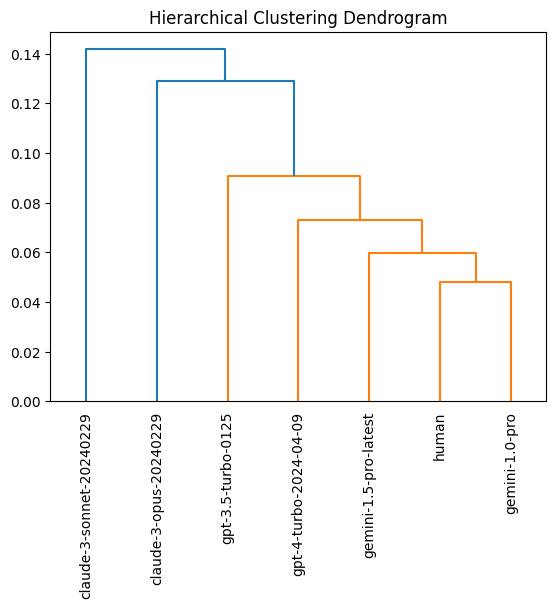 Hierarchical Clustering Dendrogram
0.14
0.12
0.10
0.08
0.06
0.04
0.02
0.00
claude-3-sonnet-20240229
claude-3-opus-20240229
gpt-3.5-turbo-0125
gpt-4-turbo-2024-04-09
gemini-1.5-pro-latest
human
gemini-1.0-pro